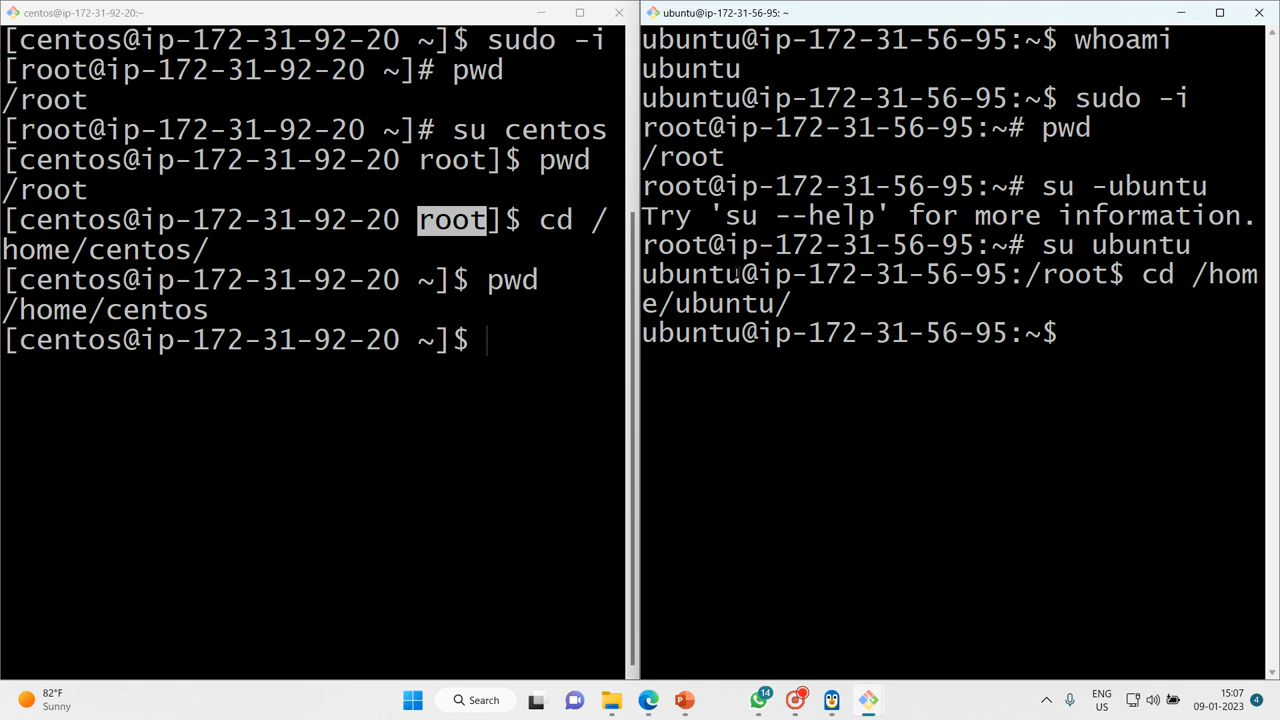 centos@ip-172-31-92-20:~
[centos@ip-172-31-92-20 ~]$ sudo -i
[root@ip-172-31-92-20 ~]# pwd
/root
[root@ip-172-31-92-20 ~]# su centos
[centos@ip-172-31-92-20 root]$ pwd
/root
[centos@ip-172-31-92-20 root]$ cd /
home/centos/
[centos@ip-172-31-92-20 ~]$ pwd
/home/centos
[centos@ip-172-31-92-20 ~]$
ubuntu@ip-172-31-56-95: ~
ubuntu@ip-172-31-56-95:~$ whoami
ubuntu
ubuntu@ip-172-31-56-95:~$ sudo -i
root@ip-172-31-56-95:~# pwd
/root
root@ip-172-31-56-95:~# su -ubuntu
Try 'su --help' for more information.
root@ip-172-31-56-95:~# su ubuntu
ubuntu@ip-172-31-56-95:/root$ cd /hom
e/ubuntu/
ubuntu@ip-172-31-56-95:~$
82°F
Sunny
Search
14
ENG
US
15:07
09-01-2023
4